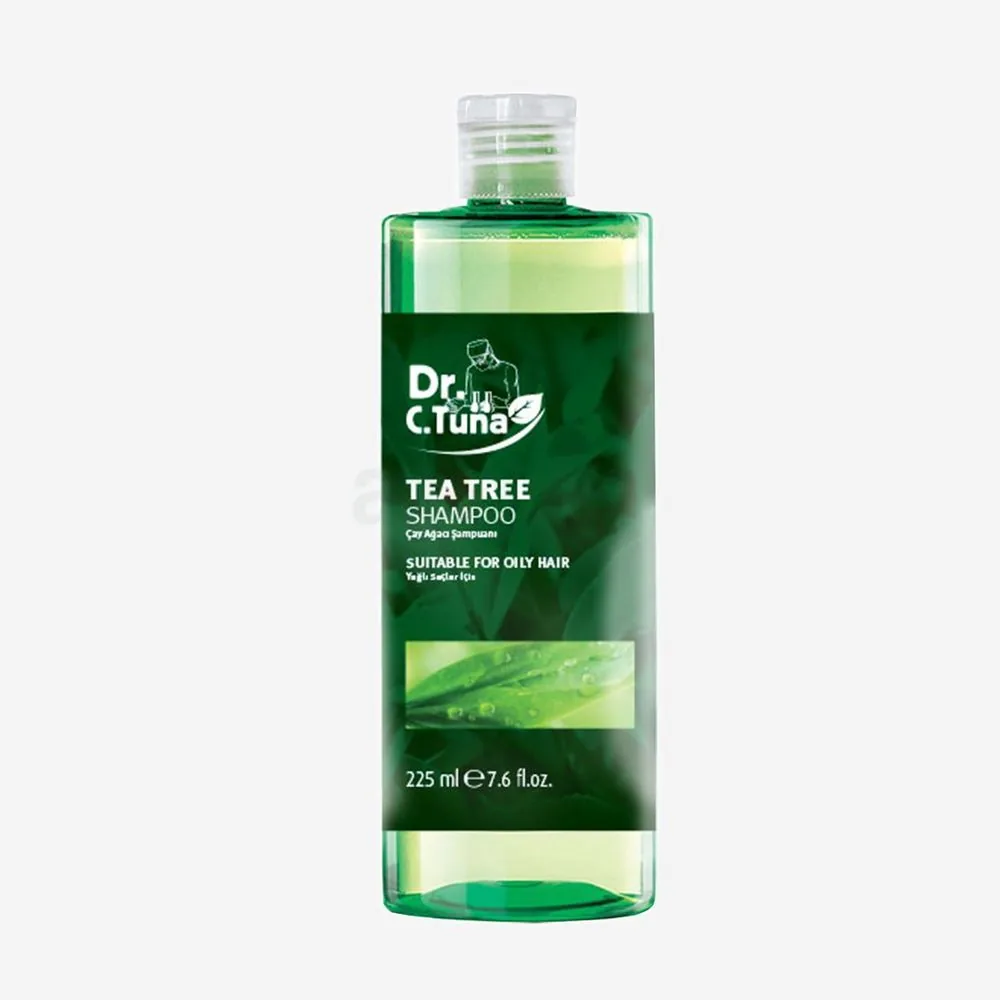 Dr.
C.Tuna
TEA TREE
SHAMPOO
Çay Ağacı Şampuanı
SUITABLE FOR OILY HAIR
Yağlı Saçlar İçin
225 ml ℮ 7.6 fl.oz.